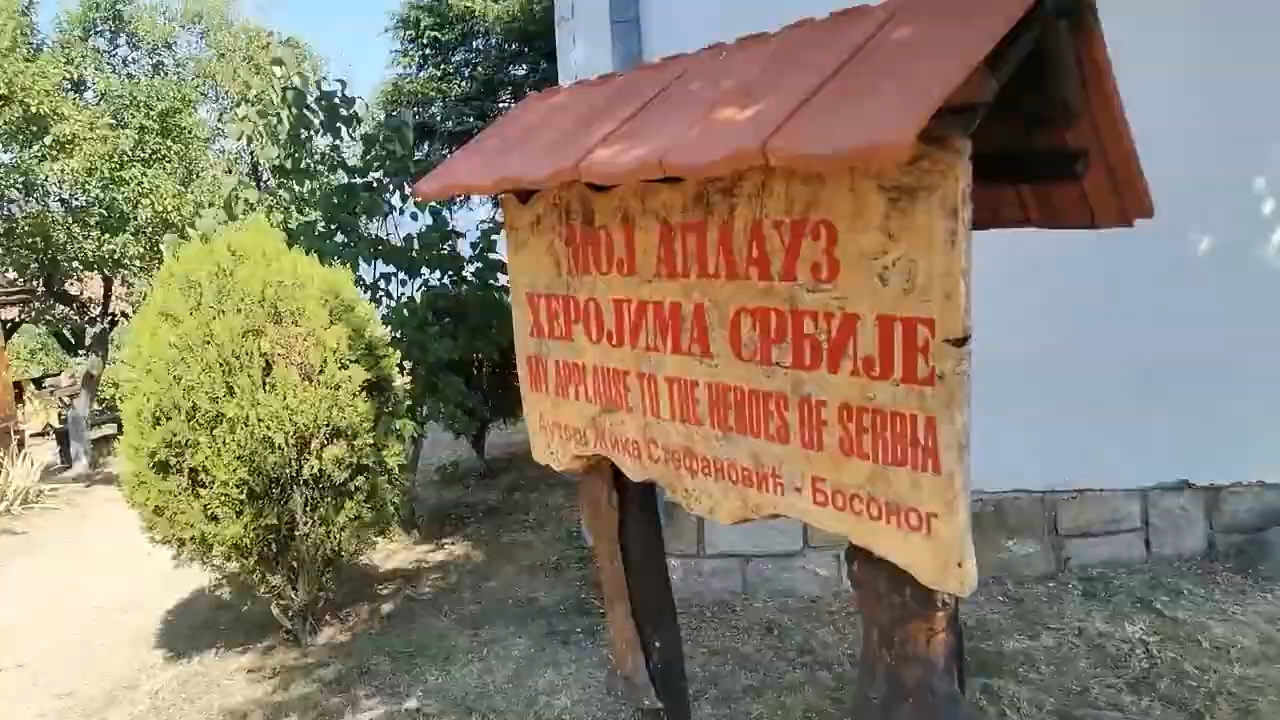 МОЈ АПЛАУЗ
ХЕРОЈИМА СРБИЈЕ
MY APPLAUSE TO THE HEROES OF SERBIA
Аутор: Жика Стефановић - Босоног